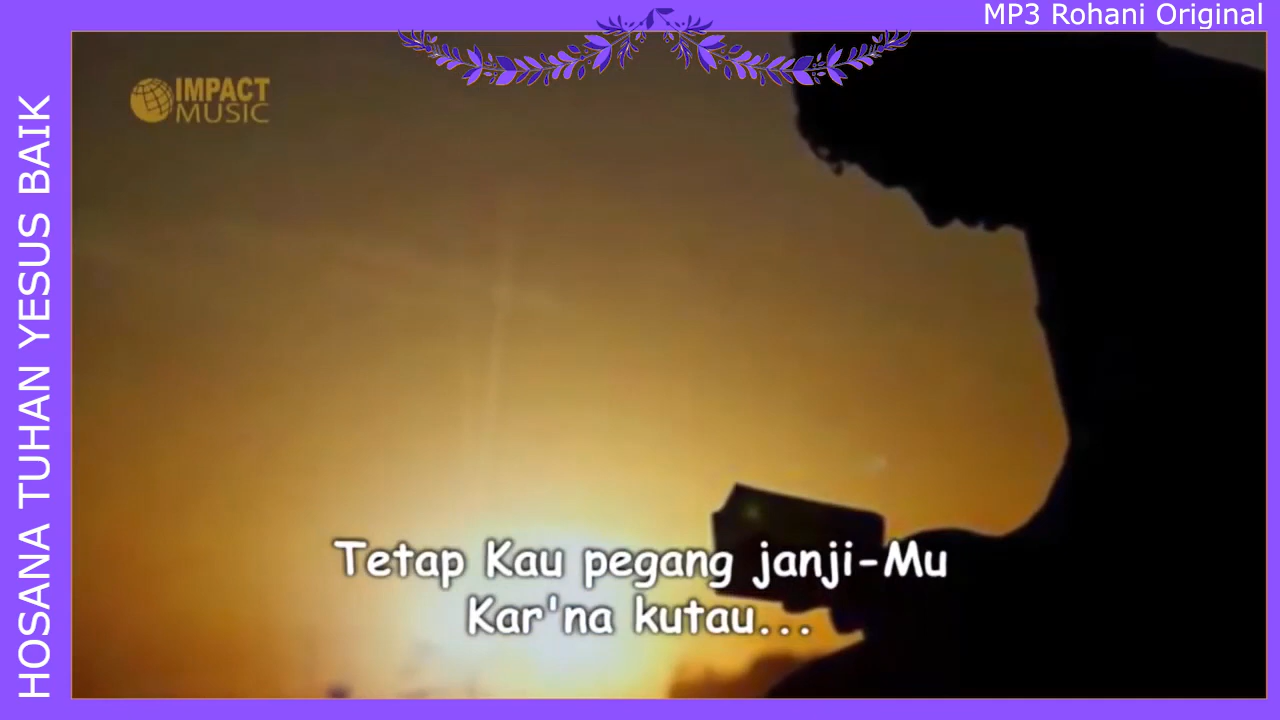 MP3 Rohani Original
IMPACT
MUSIC
HOSANA TUHAN YESUS BAIK
Tetap Kau pegang janji-Mu
Kar'na kutau...